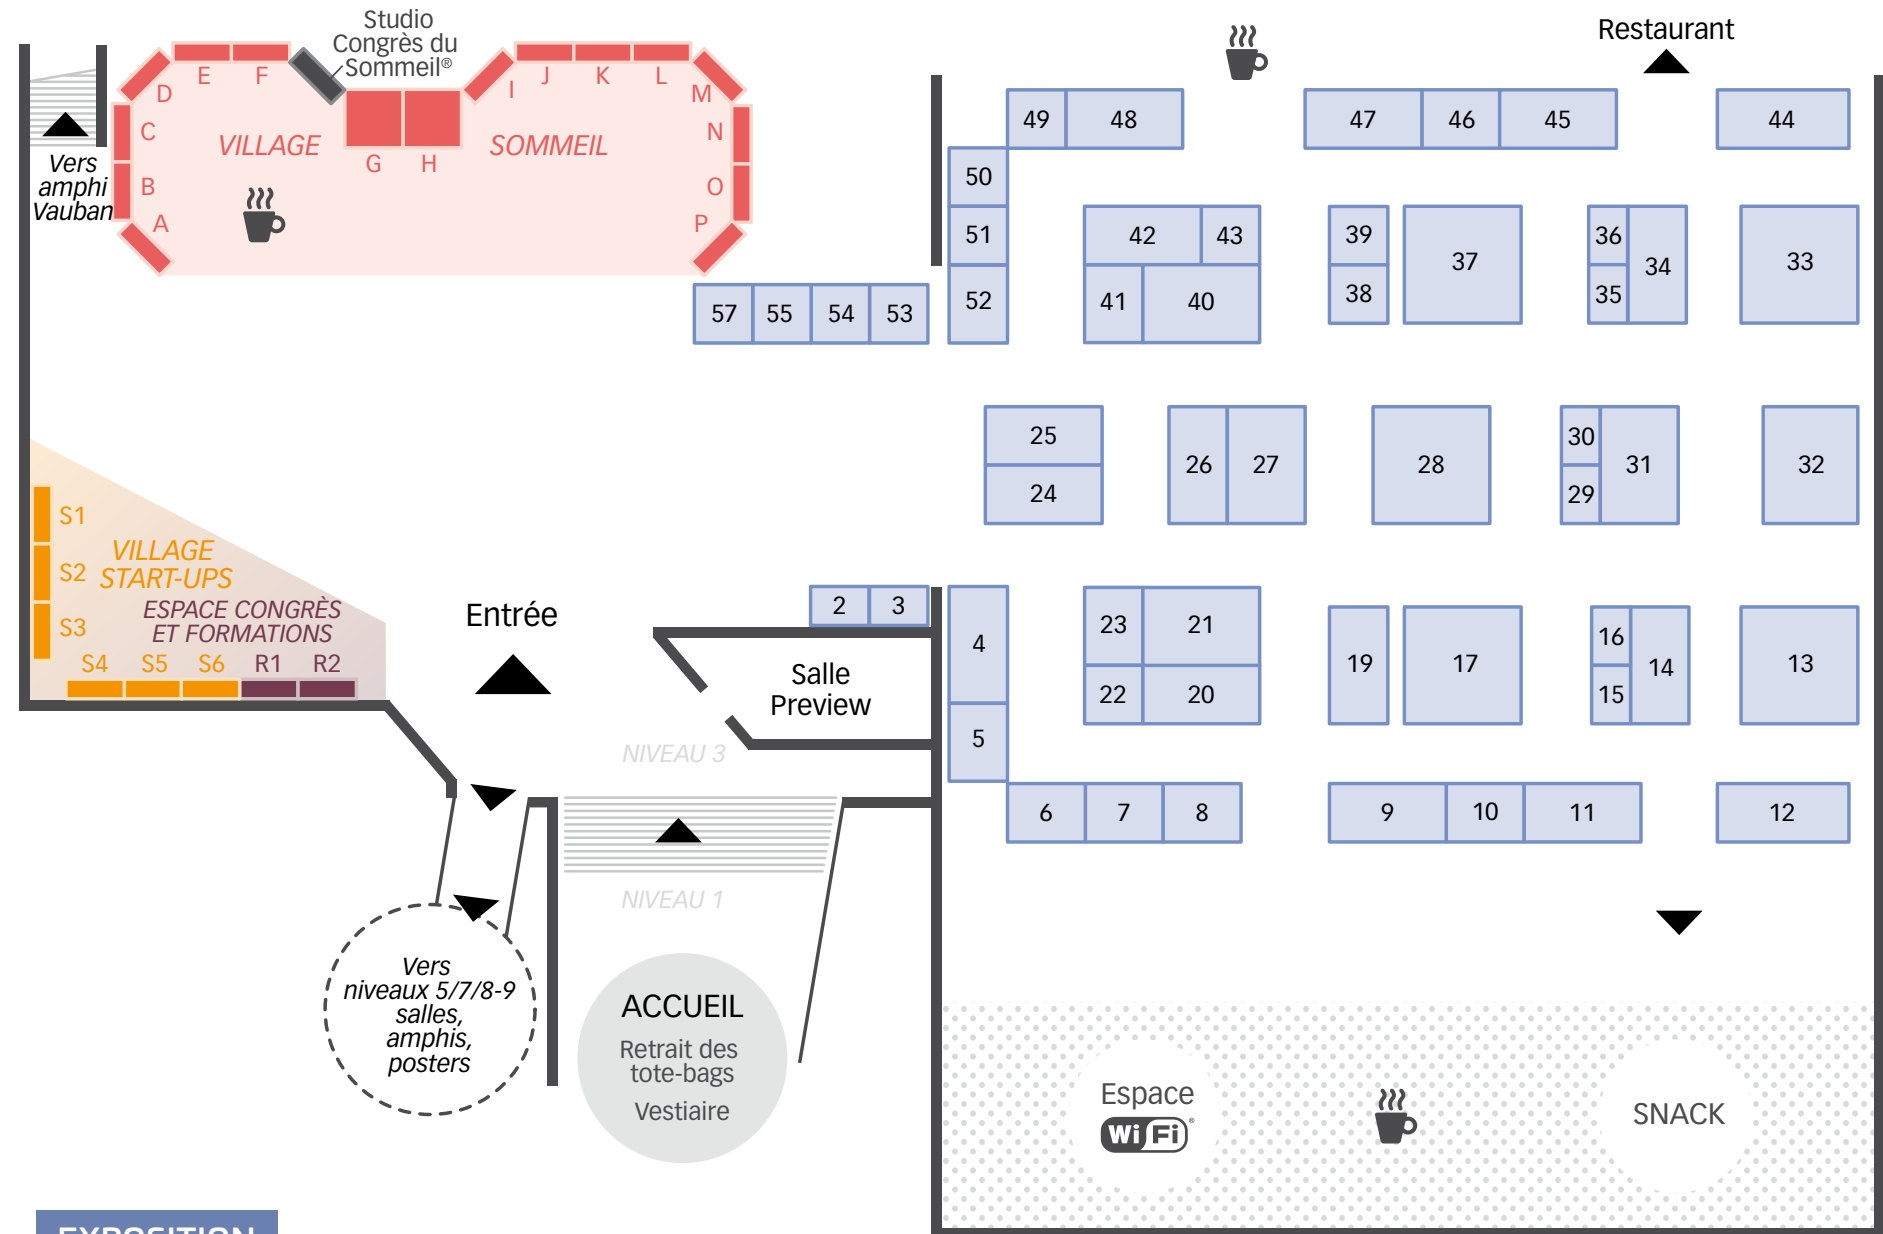 Studio
Congrès du
Sommeil®
Restaurant
E
F
D
C
B
A
VILLAGE
G
H
SOMMEIL
I
J
K
L
M
N
O
P
Vers
amphi
Vauban
49
48
47
46
45
44
50
51
52
42
43
41
40
39
38
37
36
35
34
33
57
55
54
53
25
24
26
27
28
30
29
31
32
S1
S2
S3
VILLAGE
START-UPS
ESPACE CONGRÈS
ET FORMATIONS
S4
S5
S6
R1
R2
Entrée
2
3
Salle
Preview
4
5
23
21
22
20
19
17
16
15
14
13
6
7
8
9
10
11
12
NIVEAU 3
NIVEAU 1
Vers
niveaux 5/7/8-9
salles,
amphis,
posters
ACCUEIL
Retrait des
tote-bags
Vestiaire
Espace
Wi Fi®
SNACK
EXPOSITION